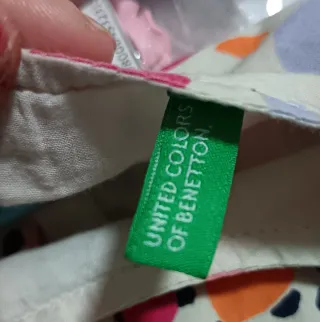 UNITED COLORS
OF BENETTON.